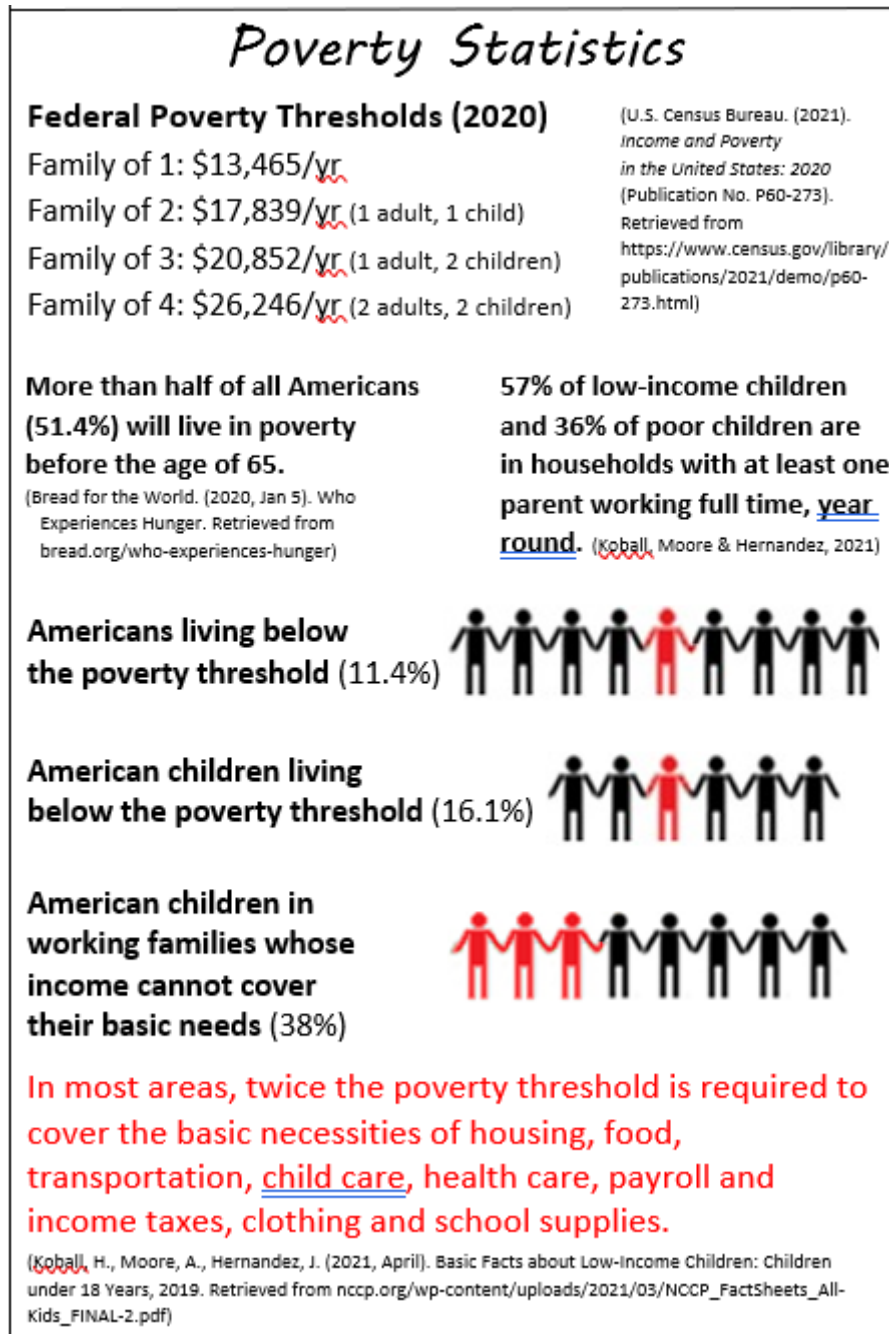 Poverty Statistics
Federal Poverty Thresholds (2020)
Family of 1: $13,465/yr
Family of 2: $17,839/yr (1 adult, 1 child)
Family of 3: $20,852/yr (1 adult, 2 children)
Family of 4: $26,246/yr (2 adults, 2 children)
(U.S. Census Bureau. (2021).
Income and Poverty
in the United States: 2020
(Publication No. P60-273).
Retrieved from
https://www.census.gov/library/
publications/2021/demo/p60-
273.html)
More than half of all Americans
(51.4%) will live in poverty
before the age of 65.
(Bread for the World. (2020, Jan 5). Who
Experiences Hunger. Retrieved from
bread.org/who-experiences-hunger)
57% of low-income children
and 36% of poor children are
in households with at least one
parent working full time, year
round. (Koball, Moore & Hernandez, 2021)
Americans living below
the poverty threshold (11.4%)
American children living
below the poverty threshold (16.1%)
American children in
working families whose
income cannot cover
their basic needs (38%)
In most areas, twice the poverty threshold is required to
cover the basic necessities of housing, food,
transportation, child care, health care, payroll and
income taxes, clothing and school supplies.
(Koball, H., Moore, A., Hernandez, J. (2021, April). Basic Facts about Low-Income Children: Children
under 18 Years, 2019. Retrieved from nccp.org/wp-content/uploads/2021/03/NCCP_FactSheets_All-
Kids_FINAL-2.pdf)